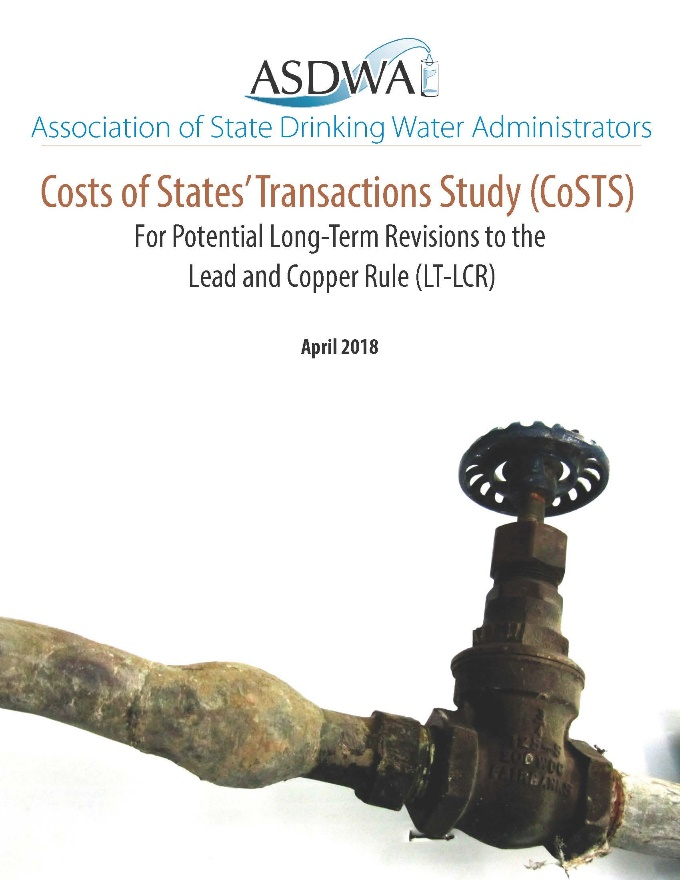 ASDWA
Association of State Drinking Water Administrators
Costs of States' Transactions Study (CoSTS)
For Potential Long-Term Revisions to the
Lead and Copper Rule (LT-LCR)
April 2018